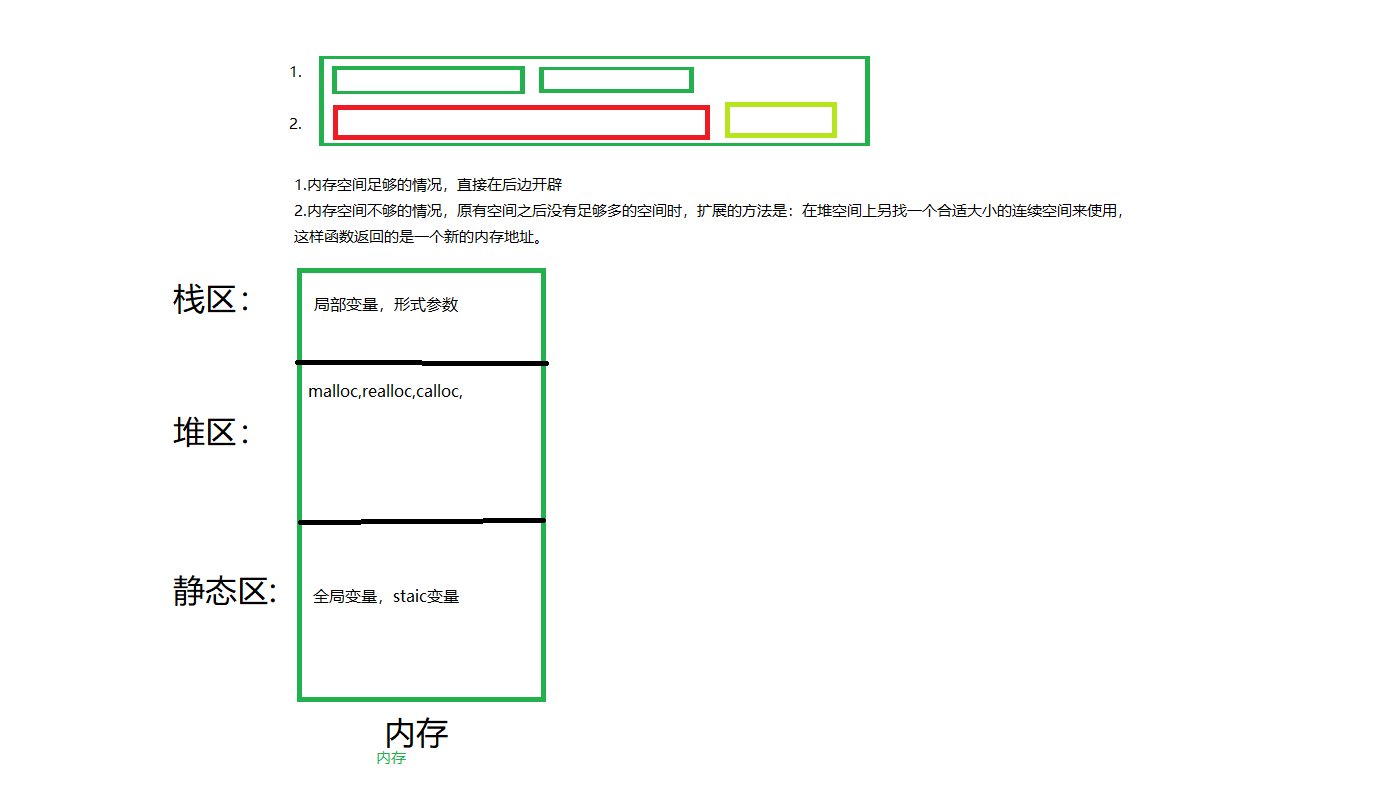 1.
2.
1.内存空间足够的情况，直接在后边开辟
2.内存空间不够的情况，原有空间之后没有足够多的空间时，扩展的方法是：在堆空间上另找一个合适大小的连续空间来使用，
这样函数返回的是一个新的内存地址。
栈区：
局部变量，形式参数
malloc,realloc,calloc,
堆区：
静态区:
全局变量，staic变量
内存
内存